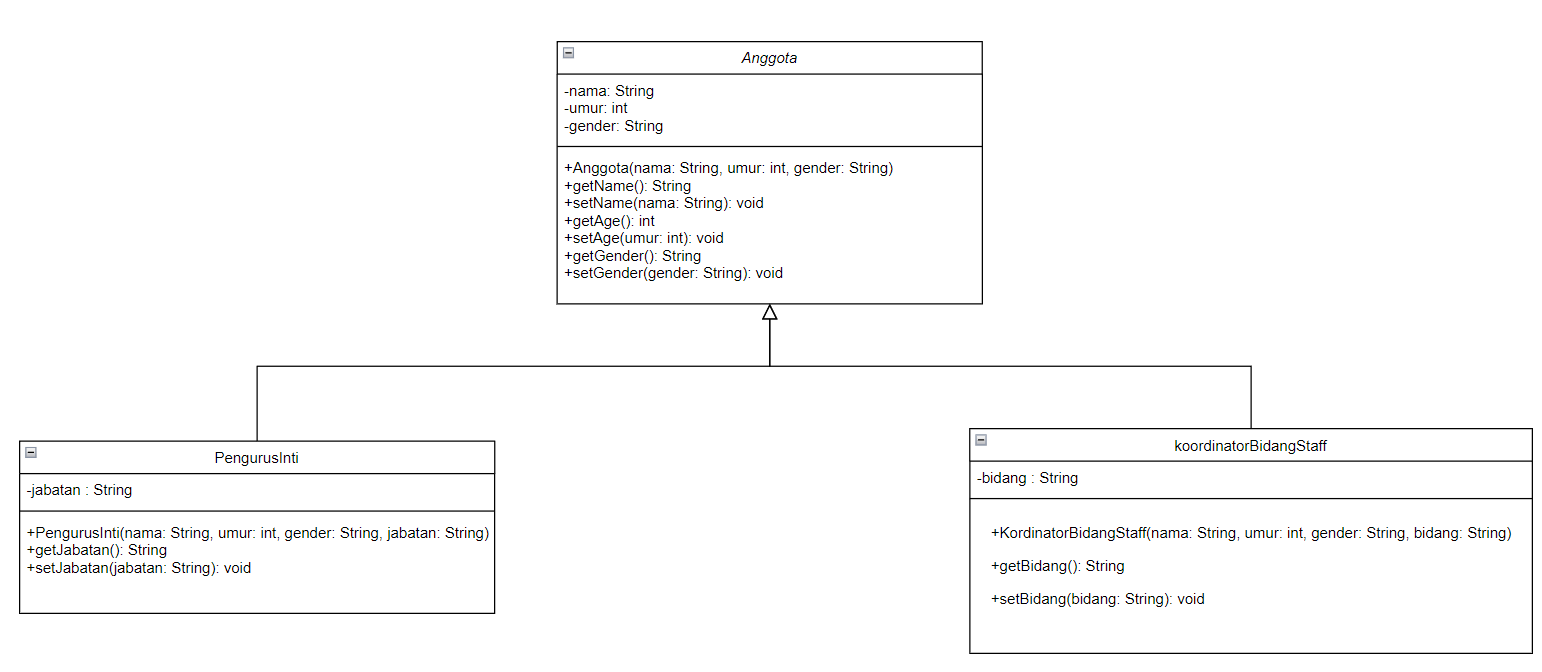 Anggota
-nama: String
-umur: int
-gender: String
+Anggota(nama: String, umur: int, gender: String)
+getName(): String
+setName(nama: String): void
+getAge(): int
+setAge(umur: int): void
+getGender(): String
+setGender(gender: String): void
PengurusInti
-jabatan : String
+PengurusInti(nama: String, umur: int, gender: String, jabatan: String)
+getJabatan(): String
+setJabatan(jabatan: String): void
koordinatorBidangStaff
-bidang : String
+KordinatorBidangStaff(nama: String, umur: int, gender: String, bidang: String)
+getBidang(): String
+setBidang(bidang: String): void